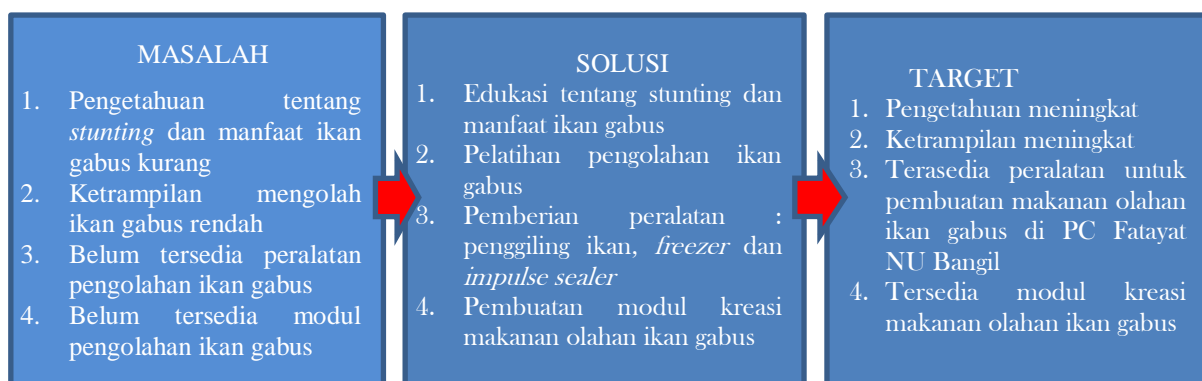 MASALAH
1. Pengetahuan tentang
stunting dan manfaat ikan
gabus kurang
2. Ketrampilan mengolah
ikan gabus rendah
3. Belum tersedia peralatan
pengolahan ikan gabus
4. Belum tersedia modul
pengolahan ikan gabus
SOLUSI
1. Edukasi tentang stunting dan
manfaat ikan gabus
2. Pelatihan pengolahan ikan
gabus
3. Pemberian peralatan :
penggiling ikan, freezer dan
impulse sealer
4. Pembuatan modul kreasi
makanan olahan ikan gabus
TARGET
1. Pengetahuan meningkat
2. Ketrampilan meningkat
3. Terasedia peralatan untuk
pembuatan makanan olahan
ikan gabus di PC Fatayat
NU Bangil
4. Tersedia modul kreasi
makanan olahan ikan gabus